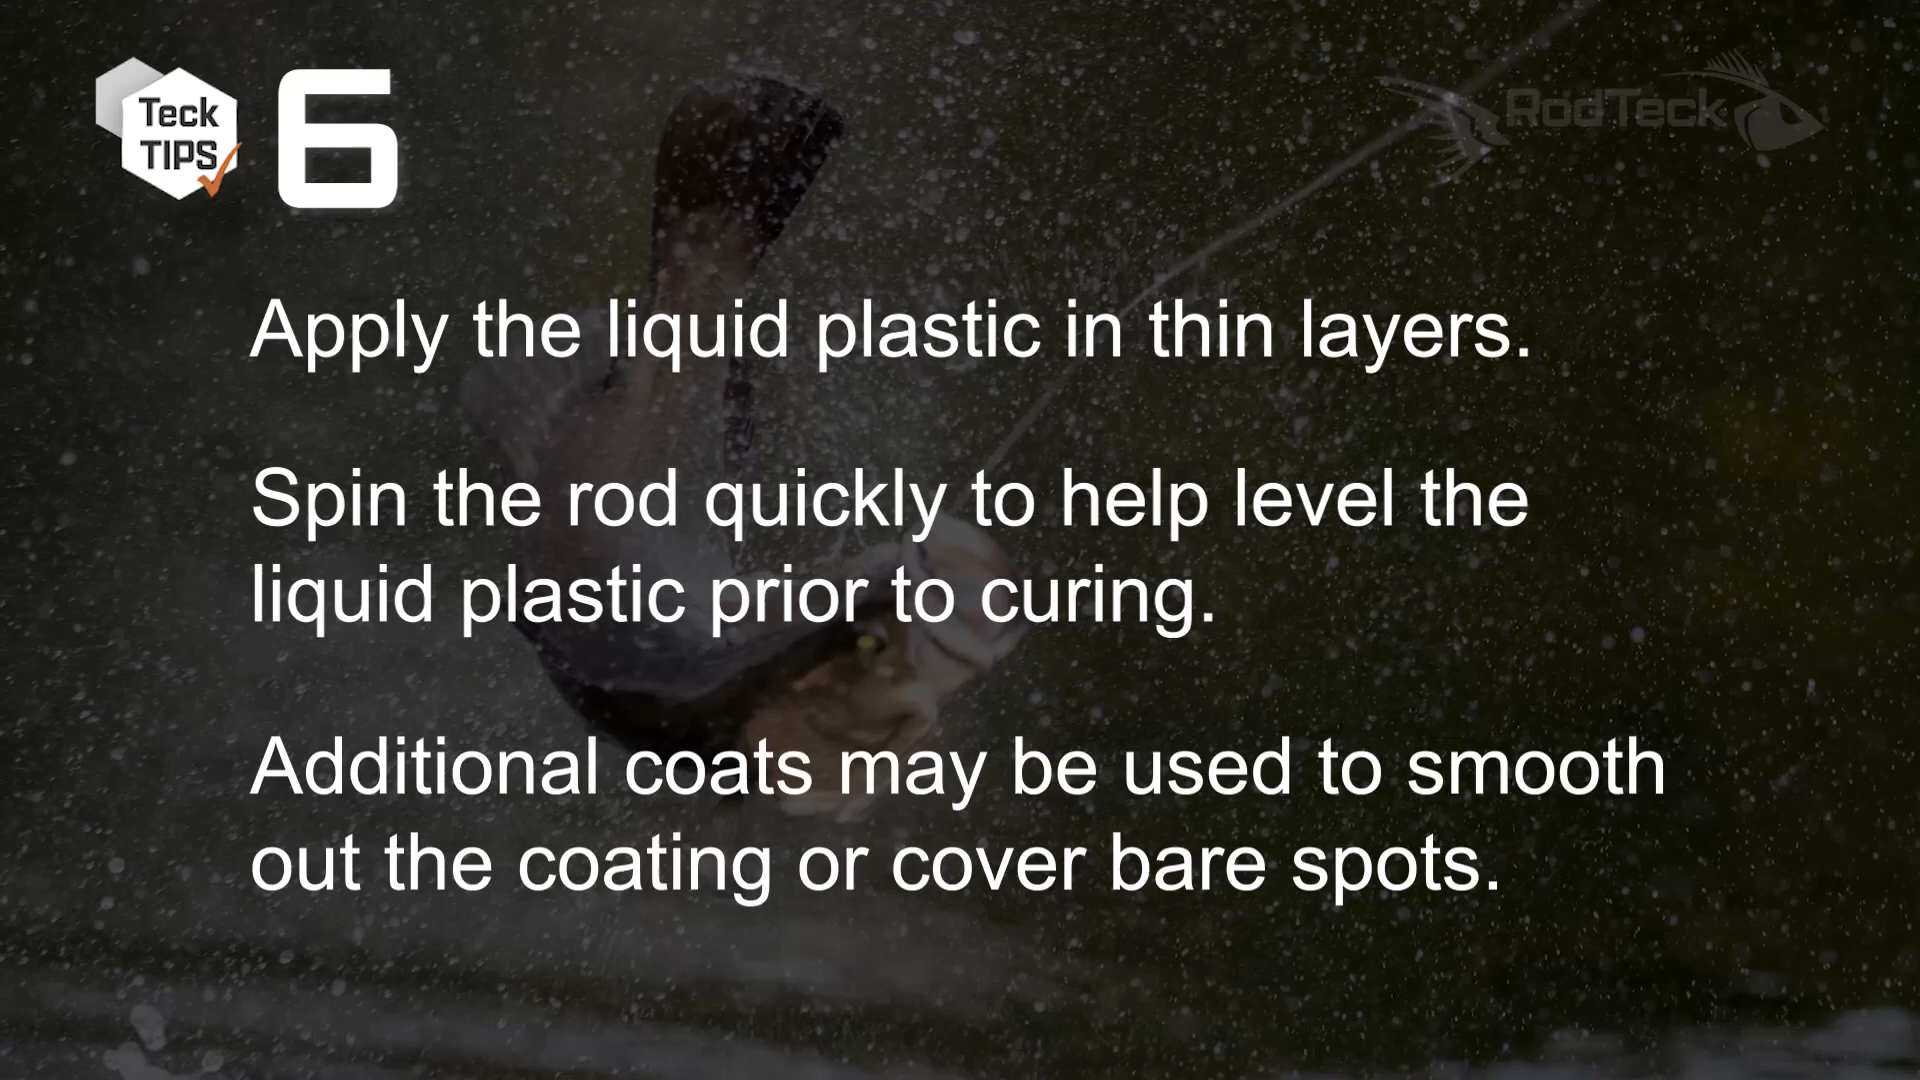 Teck
TIPS
6
RodTeck
Apply the liquid plastic in thin layers.
Spin the rod quickly to help level the
liquid plastic prior to curing.
Additional coats may be used to smooth
out the coating or cover bare spots.